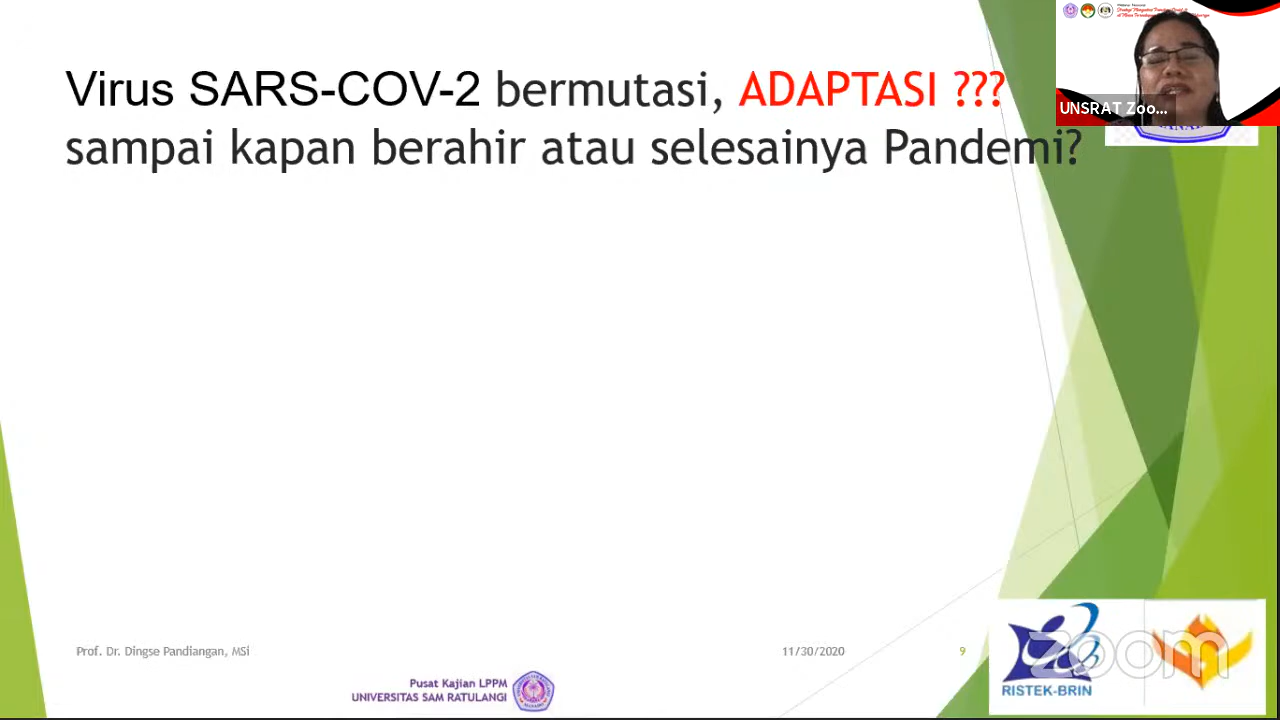 Virus SARS-COV-2 bermutasi, ADAPTASI ???
sampai kapan berahir atau selesainya Pandemi?
UNSRAT Zoo...
Prof. Dr. Dingse Pandiangan, MSi
11/30/2020
9
Pusat Kajian LPPM
UNIVERSITAS SAM RATULANGI
RISTEK-BRIN
zoom